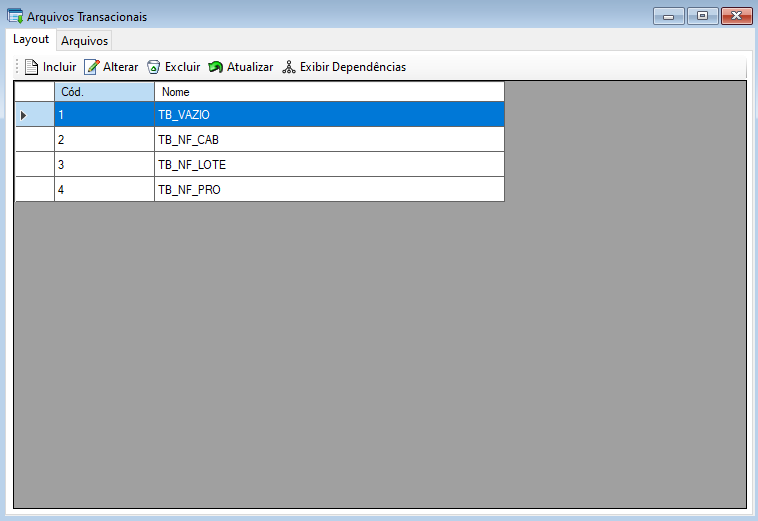 Arquivos Transacionais
Layout Arquivos
Incluir Alterar Excluir Atualizar Exibir Dependências
Cód. Nome
1 TB_VAZIO
2 TB_NF_CAB
3 TB_NF_LOTE
4 TB_NF_PRO